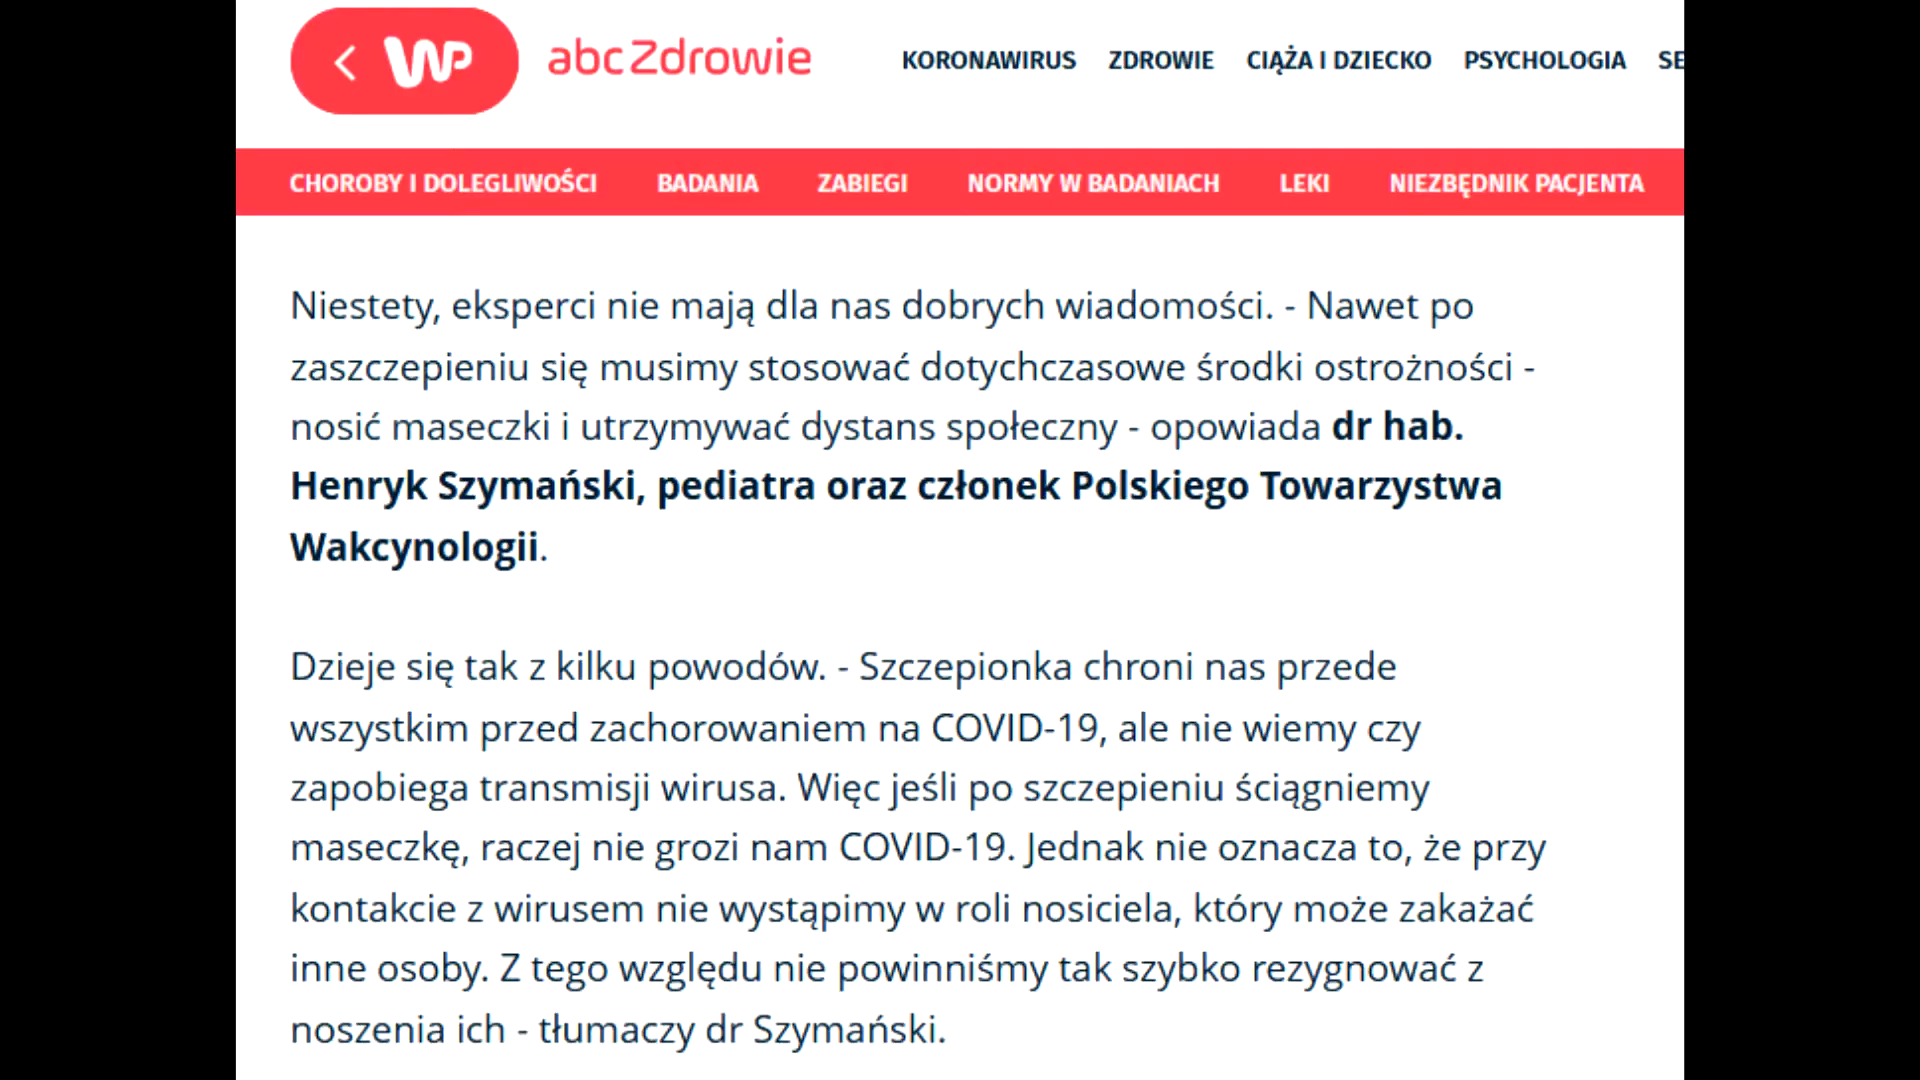 WP abcZdrowie KORONAWIRUS ZDROWIE CIĄŻA I DZIECKO PSYCHOLOGIA SE
CHOROBY I DOLEGLIWOŚCI BADANIA ZABIEGI NORMY W BADANIACH LEKI NIEZBĘDNIK PACJENTA
Niestety, eksperci nie mają dla nas dobrych wiadomości. - Nawet po
zaszczepieniu się musimy stosować dotychczasowe środki ostrożności -
nosić maseczki i utrzymywać dystans społeczny - opowiada dr hab.
Henryk Szymański, pediatra oraz członek Polskiego Towarzystwa
Wakcynologii.
Dzieje się tak z kilku powodów. - Szczepionka chroni nas przede
wszystkim przed zachorowaniem na COVID-19, ale nie wiemy czy
zapobiega transmisji wirusa. Więc jeśli po szczepieniu ściągniemy
maseczkę, raczej nie grozi nam COVID-19. Jednak nie oznacza to, że przy
kontakcie z wirusem nie wystąpimy w roli nosiciela, który może zakażać
inne osoby. Z tego względu nie powinniśmy tak szybko rezygnować z
noszenia ich - tłumaczy dr Szymański.